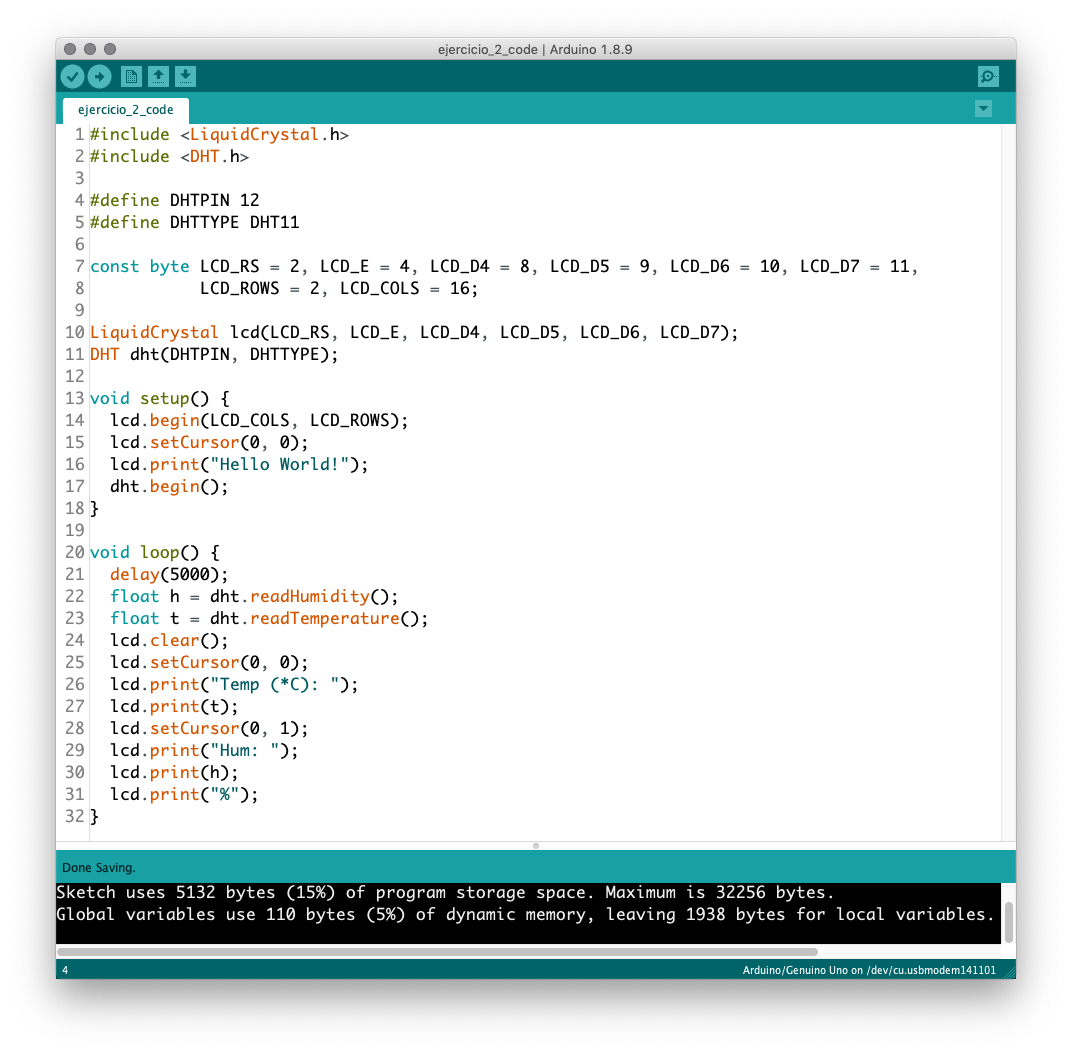 ejercicio_2_code | Arduino 1.8.9
ejercicio_2_code
1 #include <LiquidCrystal.h>
2 #include <DHT.h>
3
4 #define DHTPIN 12
5 #define DHTTYPE DHT11
6
7 const byte LCD_RS = 2, LCD_E = 4, LCD_D4 = 8, LCD_D5 = 9, LCD_D6 = 10, LCD_D7 = 11,
8            LCD_ROWS = 2, LCD_COLS = 16;
9
10 LiquidCrystal lcd(LCD_RS, LCD_E, LCD_D4, LCD_D5, LCD_D6, LCD_D7);
11 DHT dht(DHTPIN, DHTTYPE);
12
13 void setup() {
14   lcd.begin(LCD_COLS, LCD_ROWS);
15   lcd.setCursor(0, 0);
16   lcd.print("Hello World!");
17   dht.begin();
18 }
19
20 void loop() {
21   delay(5000);
22   float h = dht.readHumidity();
23   float t = dht.readTemperature();
24   lcd.clear();
25   lcd.setCursor(0, 0);
26   lcd.print("Temp (*C): ");
27   lcd.print(t);
28   lcd.setCursor(0, 1);
29   lcd.print("Hum: ");
30   lcd.print(h);
31   lcd.print("%");
32 }
Done Saving.
Sketch uses 5132 bytes (15%) of program storage space. Maximum is 32256 bytes.
Global variables use 110 bytes (5%) of dynamic memory, leaving 1938 bytes for local variables.
4 Arduino/Genuino Uno on /dev/cu.usbmodem141101